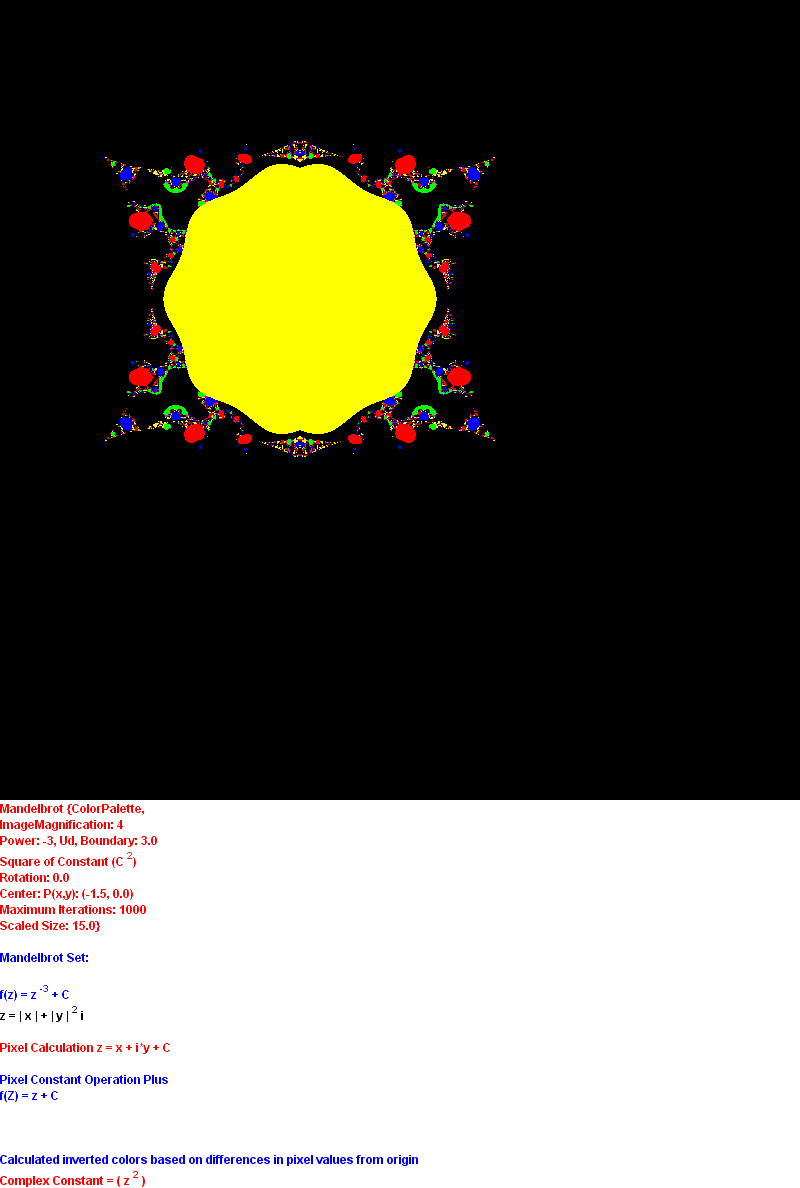 Mandelbrot {ColorPalette,
ImageMagnification: 4
Power: -3, Ud, Boundary: 3.0
Square of Constant (C ²)
Rotation: 0.0
Center: P(x,y): (-1.5, 0.0)
Maximum Iterations: 1000
Scaled Size: 15.0}
Mandelbrot Set:
f(z) = z ⁻³ + C
z = | x | + | y | ² i
Pixel Calculation z = x + i*y + C
Pixel Constant Operation Plus
f(Z) = z + C
Calculated inverted colors based on differences in pixel values from origin
Complex Constant = ( z ² )